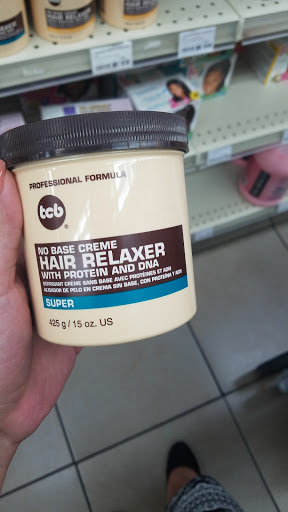 PROFESSIONAL FORMULA
tcb
NO BASE CREME
HAIR RELAXER
WITH PROTEIN AND DNA
DEFRISANT CRÈME SANS BASE AVEC PROTÉINES ET ADN
ALISADOR DE PELO EN CREMA SIN BASE, CON PROTEÍNA Y ADN
SUPER
425 g / 15 oz. US